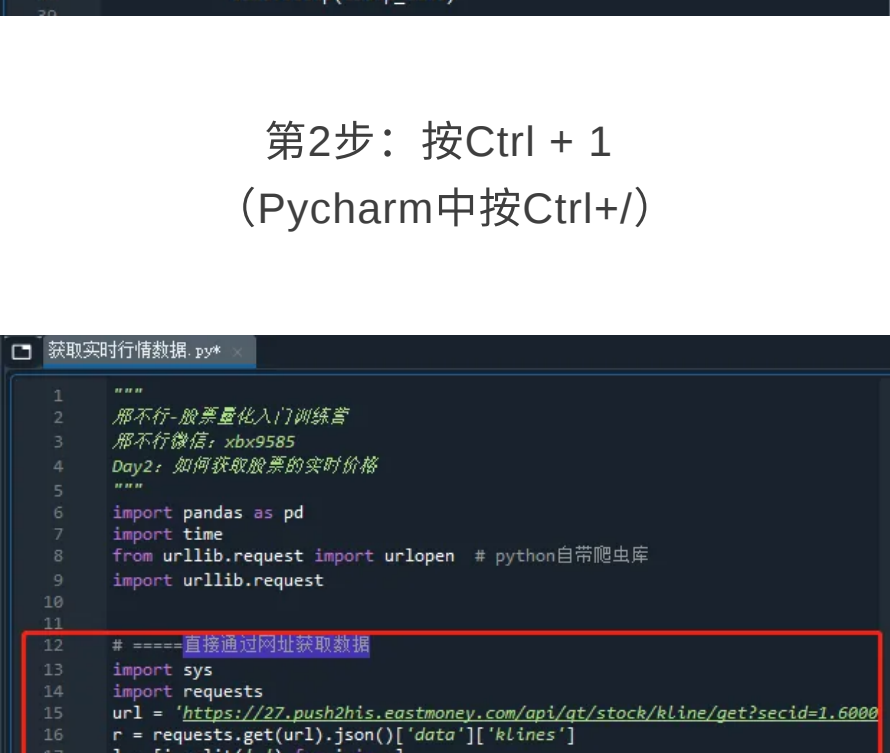 39
第2步：按Ctrl + 1
（Pycharm中按Ctrl+/）
获取实时行情数据.py*
1 """
2 邢不行-股票量化入门训练营
3 邢不行微信：xbx9585
4 Day2：如何获取股票的实时价格
5 """
6 import pandas as pd
7 import time
8 from urllib.request import urlopen  # python自带爬虫库
9 import urllib.request
10
11
12 # =====直接通过网址获取数据
13 import sys
14 import requests
15 url = 'https://27.push2his.eastmoney.com/api/qt/stock/kline/get?secid=1.6000
16 r = requests.get(url).json()['data']['klines']